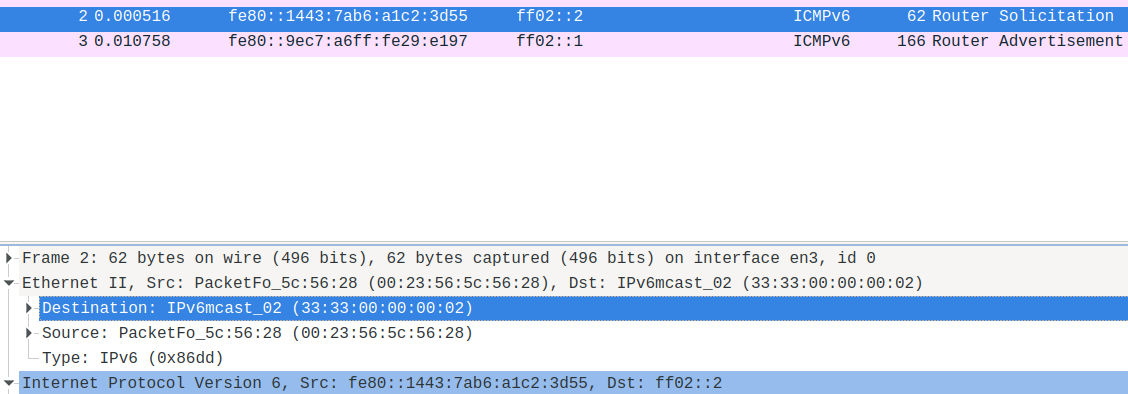 2 0.000516 fe80::1443:7ab6:a1c2:3d55 ff02::2 ICMPv6 62 Router Solicitation
3 0.010758 fe80::9ec7:a6ff:fe29:e197 ff02::1 ICMPv6 166 Router Advertisement
Frame 2: 62 bytes on wire (496 bits), 62 bytes captured (496 bits) on interface en3, id 0
Ethernet II, Src: PacketFo_5c:56:28 (00:23:56:5c:56:28), Dst: IPv6mcast_02 (33:33:00:00:00:02)
Destination: IPv6mcast_02 (33:33:00:00:00:02)
Source: PacketFo_5c:56:28 (00:23:56:5c:56:28)
Type: IPv6 (0x86dd)
Internet Protocol Version 6, Src: fe80::1443:7ab6:a1c2:3d55, Dst: ff02::2